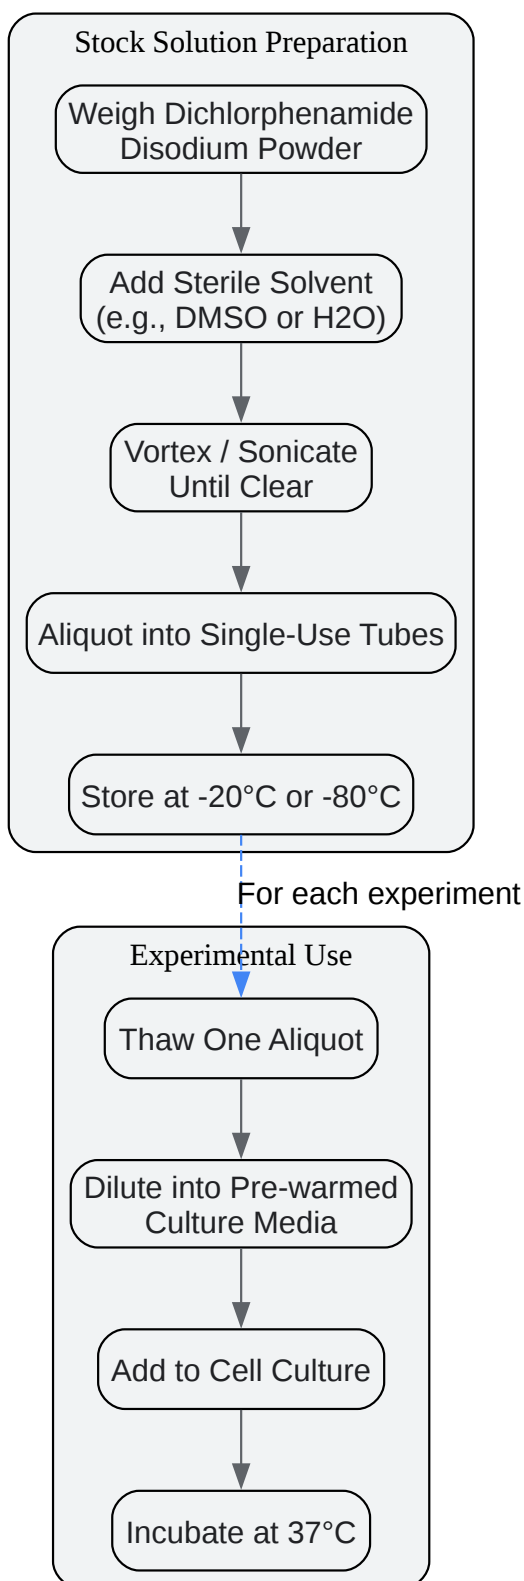 Stock Solution Preparation
Weigh Dichlorphenamide
Disodium Powder
Add Sterile Solvent
(e.g., DMSO or H2O)
Vortex / Sonicate
Until Clear
Aliquot into Single-Use Tubes
Store at -20°C or -80°C
For each experiment
Experimental Use
Thaw One Aliquot
Dilute into Pre-warmed
Culture Media
Add to Cell Culture
Incubate at 37°C